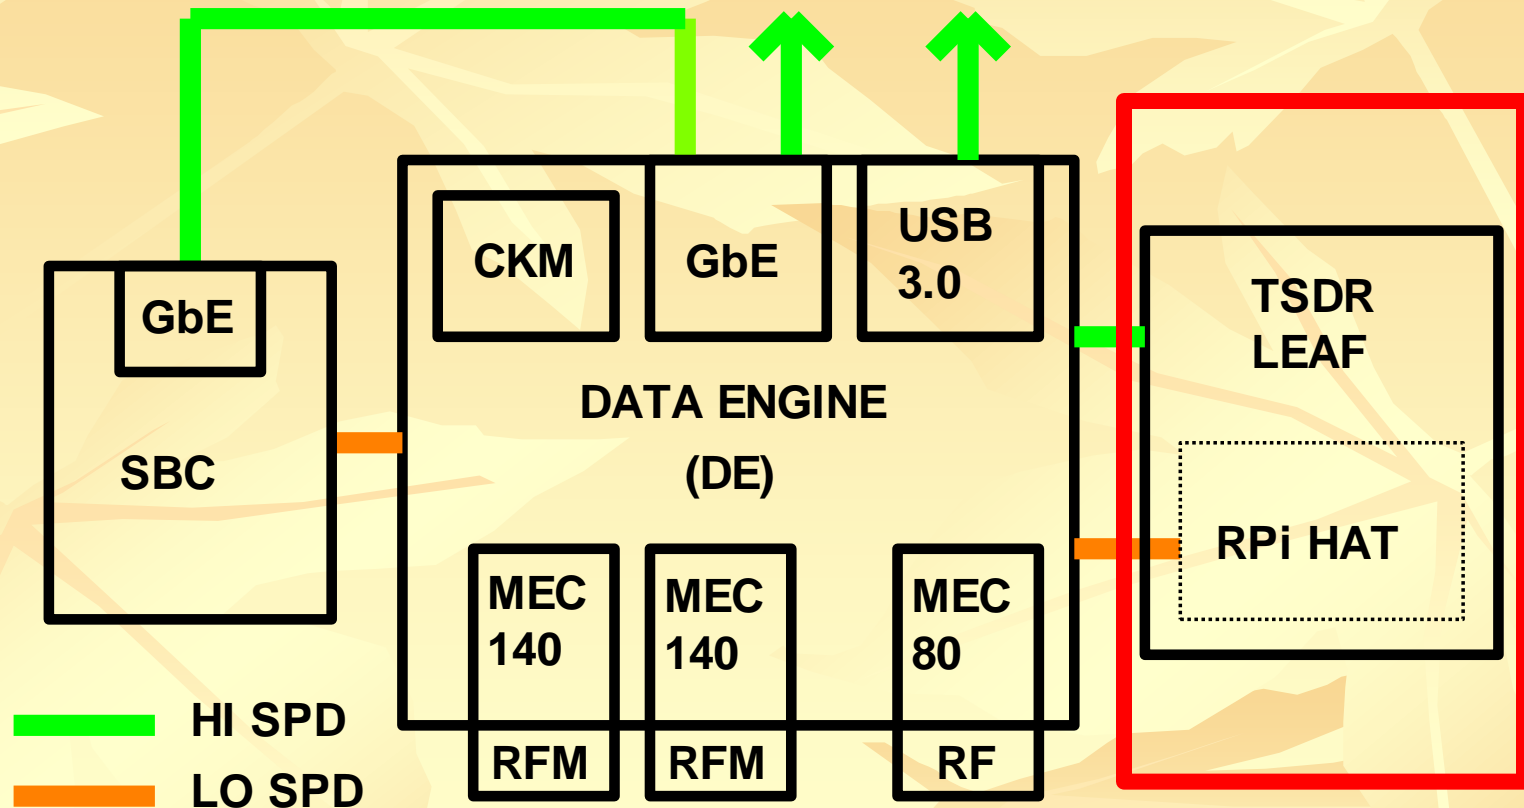 GbE
SBC
CKM
GbE
USB
3.0
DATA ENGINE
(DE)
MEC
140
MEC
140
MEC
80
RFM
RFM
RF
TSDR
LEAF
RPi HAT
HI SPD
LO SPD